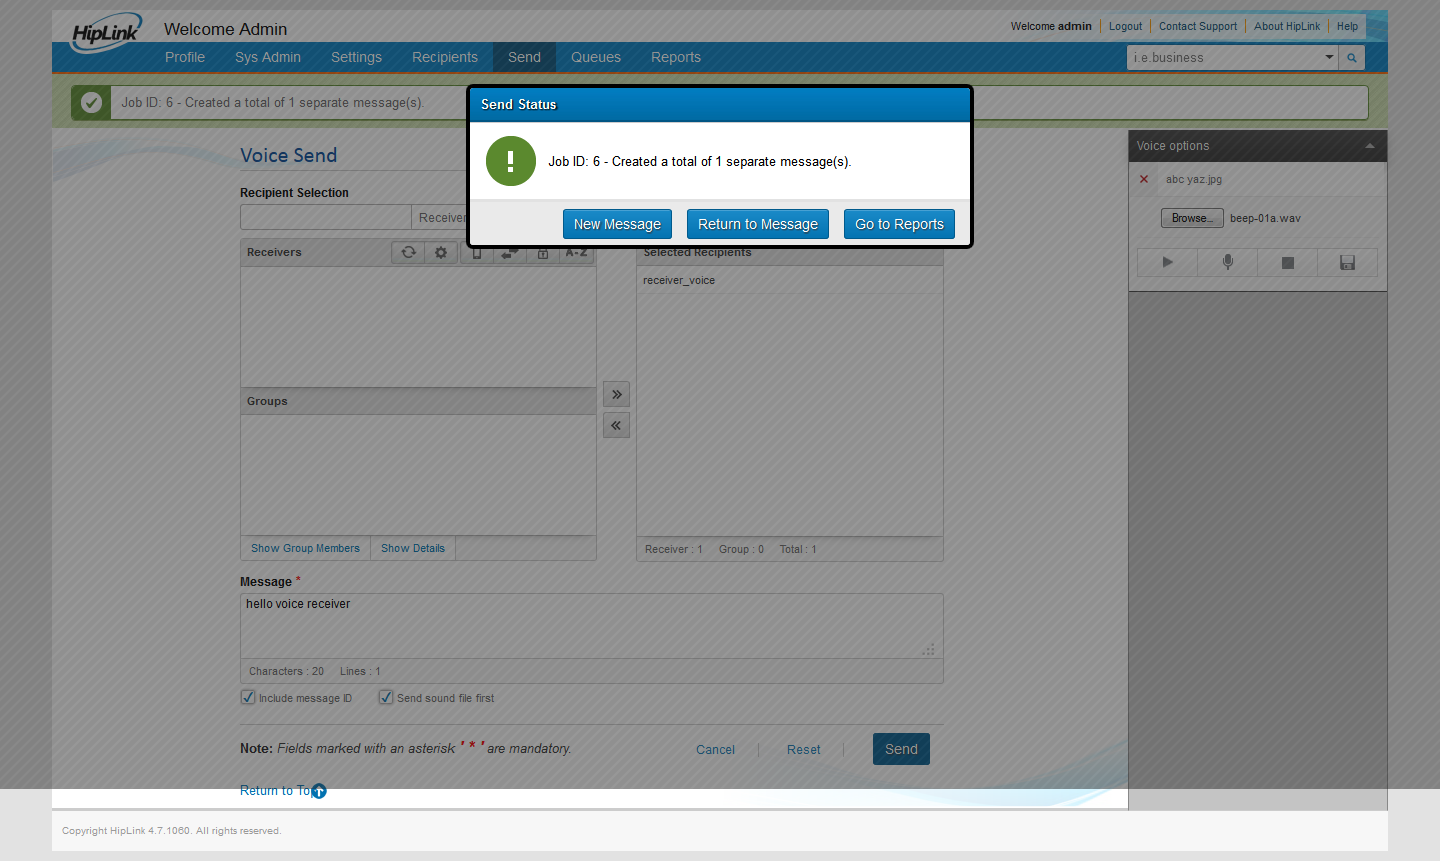 HipLink
Welcome Admin
Welcome admin Logout Contact Support About HipLink Help
Profile Sys Admin Settings Recipients Send Queues Reports
i.e.business
Job ID: 6 - Created a total of 1 separate message(s).
Send Status
Job ID: 6 - Created a total of 1 separate message(s).
New Message Return to Message Go to Reports
Voice Send
Recipient Selection
Receiver
Receivers
A-Z
Groups
Show Group Members Show Details
Selected Recipients
receiver_voice
Receiver : 1 Group : 0 Total : 1
Voice options
abc yaz.jpg
Browse... beep-01a.wav
Message *
hello voice receiver
Characters : 20 Lines : 1
Include message ID Send sound file first
Note: Fields marked with an asterisk ' * ' are mandatory.
Cancel Reset Send
Return to To
Copyright HipLink 4.7.1060. All rights reserved.